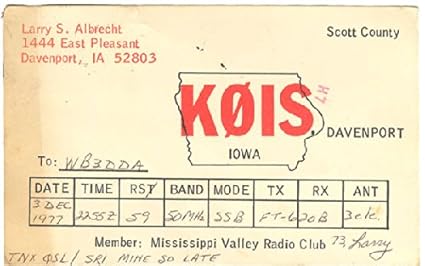 Larry S. Albrecht
1444 East Pleasant
Davenport, IA 52803
Scott County
KØIS
DAVENPORT
IOWA
To: WB3DDA
DATE TIME RST BAND MODE TX RX ANT
3 DEC 1977 2255Z 59 50MHz SSB FT-620B 3ele.
Member: Mississippi Valley Radio Club 73, Larry
TNX QSL/ SRI MINE SO LATE